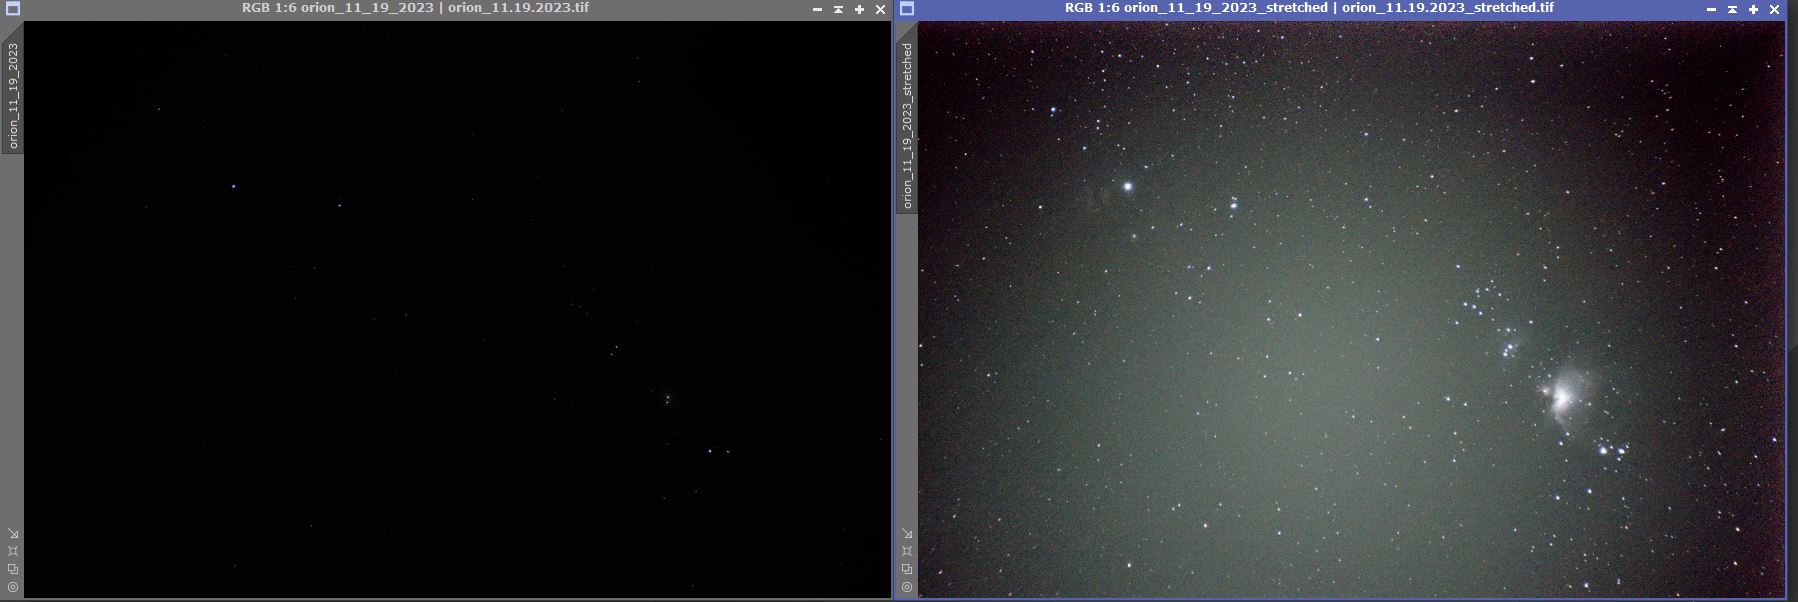 RGB 1:6 orion_11_19_2023 | orion_11.19.2023.tif
orion_11_19_2023
RGB 1:6 orion_11_19_2023_stretched | orion_11.19.2023_stretched.tif
orion_11_19_2023_stretched